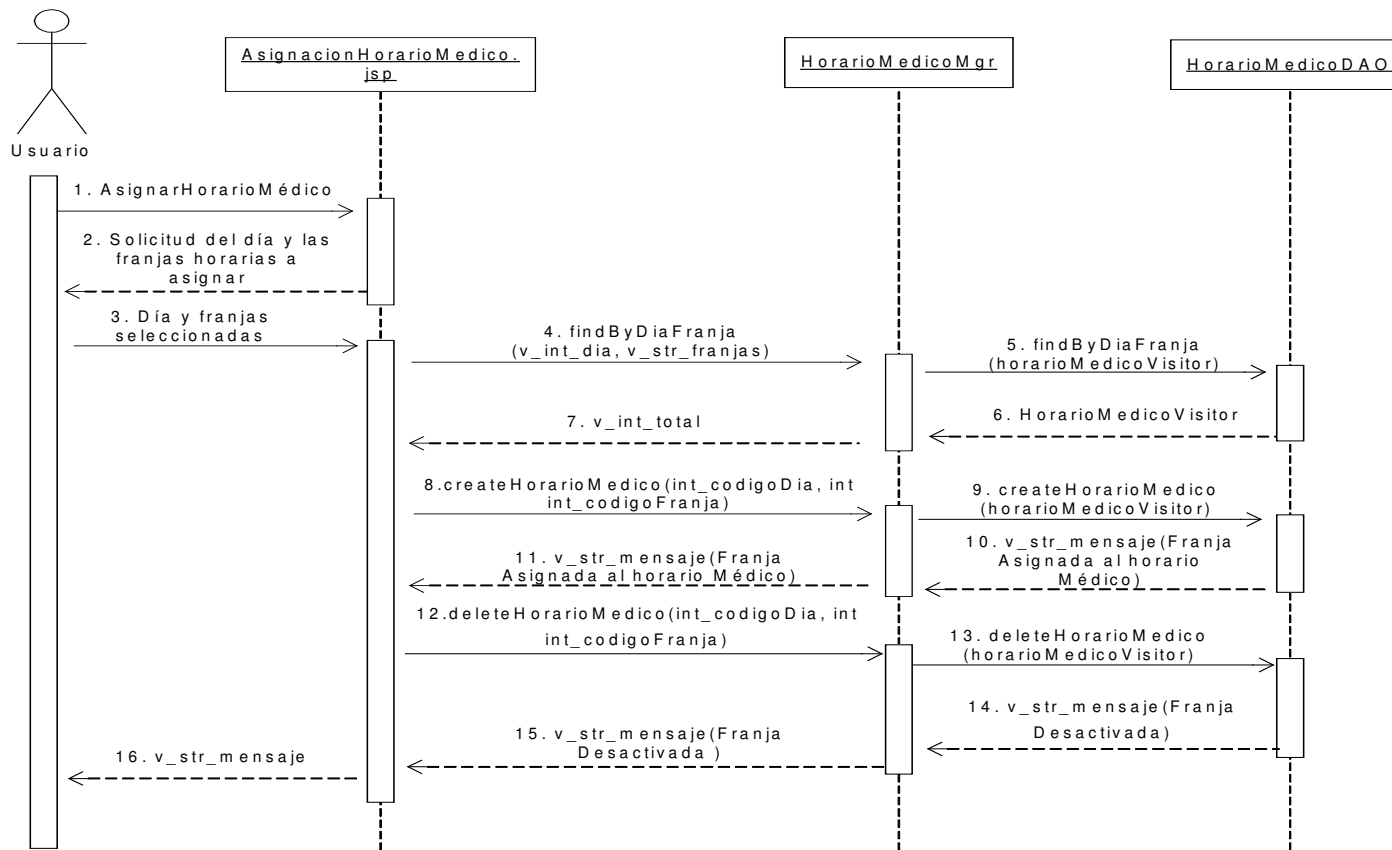 AsignacionHorarioMedico.
jsp
HorarioMedicoMgr
HorarioMedicoDAO
Usuario
1. AsignarHorarioMédico
2. Solicitud del día y las
franjas horarias a
asignar
3. Día y franjas
seleccionadas
4. findByDiaFranja
(v_int_dia, v_str_franjas)
5. findByDiaFranja
(horarioMedicoVisitor)
6. HorarioMedicoVisitor
7. v_int_total
8.createHorarioMedico(int_codigoDia, int
int_codigoFranja)
9. createHorarioMedico
(horarioMedicoVisitor)
10. v_str_mensaje(Franja
Asignada al horario
Médico)
11. v_str_mensaje(Franja
Asignada al horario Médico)
12.deleteHorarioMedico(int_codigoDia, int
int_codigoFranja)
13. deleteHorarioMedico
(horarioMedicoVisitor)
14. v_str_mensaje(Franja
Desactivada)
15. v_str_mensaje(Franja
Desactivada )
16. v_str_mensaje